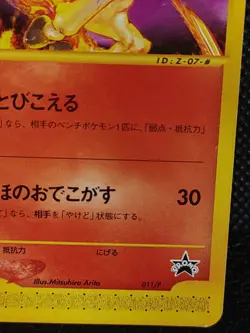 ID:Z-07-#
とびこえる
なら、相手のベンチポケモン1匹に、「弱点・抵抗力」
ほのおでこがす 30
なら、相手を「やけど」状態にする。
抵抗力 にげる
Illus.Mitsuhiro Arita 011/P
PROMO